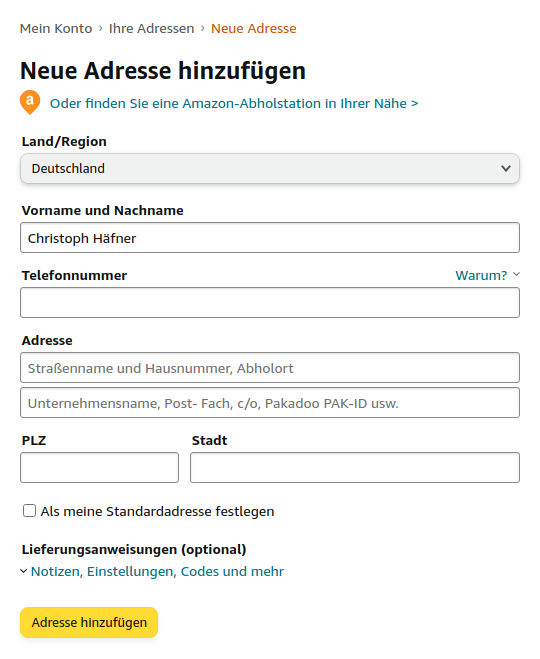 Mein Konto › Ihre Adressen › Neue Adresse
Neue Adresse hinzufügen
a Oder finden Sie eine Amazon-Abholstation in Ihrer Nähe >
Land/Region
Deutschland
Vorname und Nachname
Christoph Häfner
Telefonnummer Warum?
Adresse
Straßenname und Hausnummer, Abholort
Unternehmensname, Post- Fach, c/o, Pakadoo PAK-ID usw.
PLZ Stadt
Als meine Standardadresse festlegen
Lieferungsanweisungen (optional)
Notizen, Einstellungen, Codes und mehr
Adresse hinzufügen